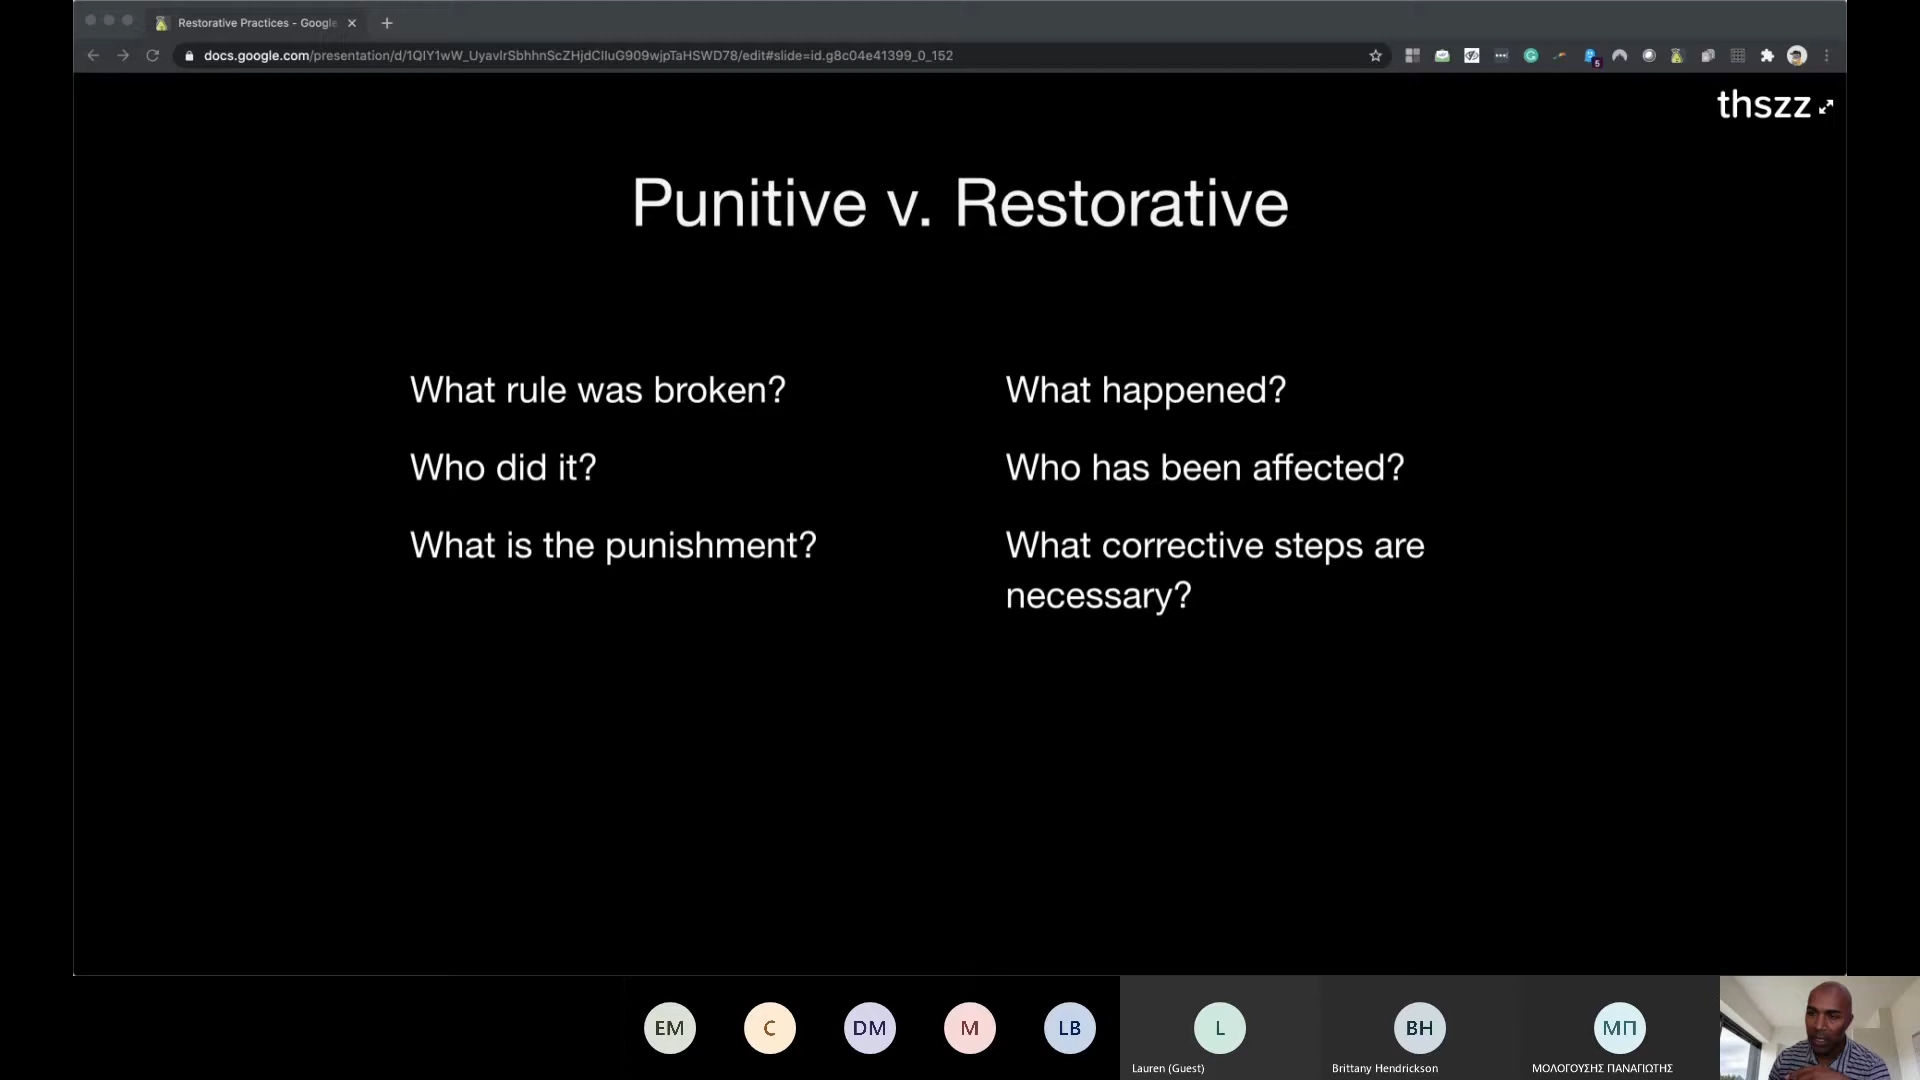 Restorative Practices - Google
docs.google.com/presentation/d/1QIY1wW_UyavIrSbhhnScZHjdCIIuG909wjpTaHSWD78/edit#slide=id.g8c04e41399_0_152
5
thszz
Punitive v. Restorative
What rule was broken?
Who did it?
What is the punishment?
What happened?
Who has been affected?
What corrective steps are
necessary?
EM
C
DM
M
LB
L
BH
ΜΠ
Lauren (Guest)
Brittany Hendrickson
ΜΟΛΟΓΟΥΣΗΣ ΠΑΝΑΓΙΩΤΗΣ